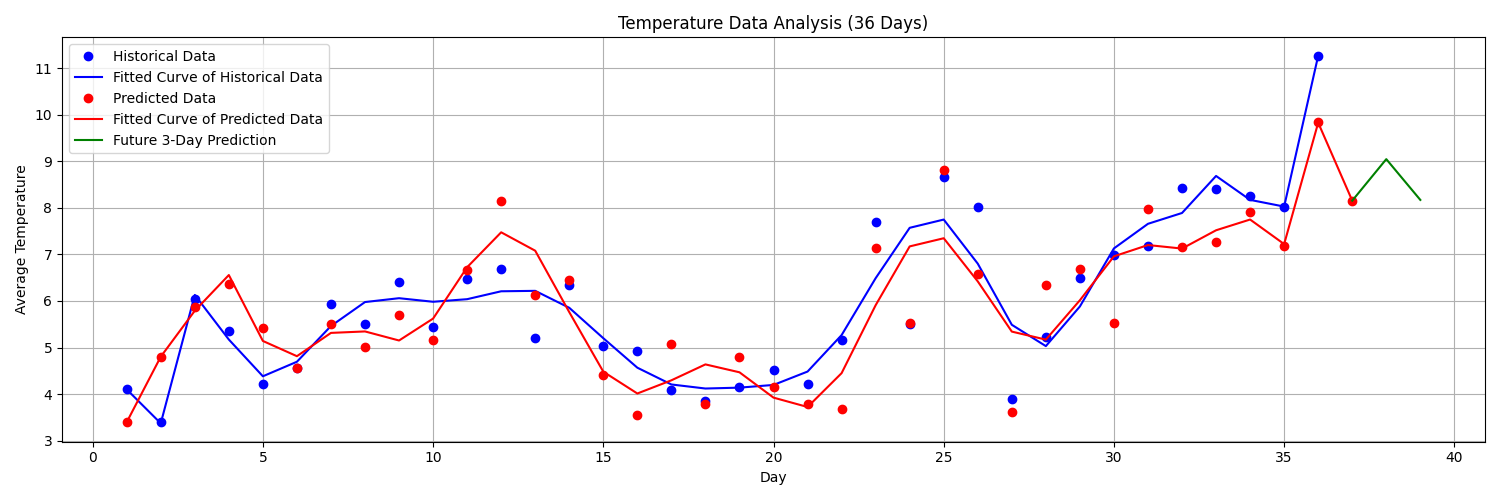 Temperature Data Analysis (36 Days)
Historical Data
Fitted Curve of Historical Data
Predicted Data
Fitted Curve of Predicted Data
Future 3-Day Prediction
Average Temperature
11
10
9
8
7
6
5
4
3
0 5 10 15 20 25 30 35 40
Day